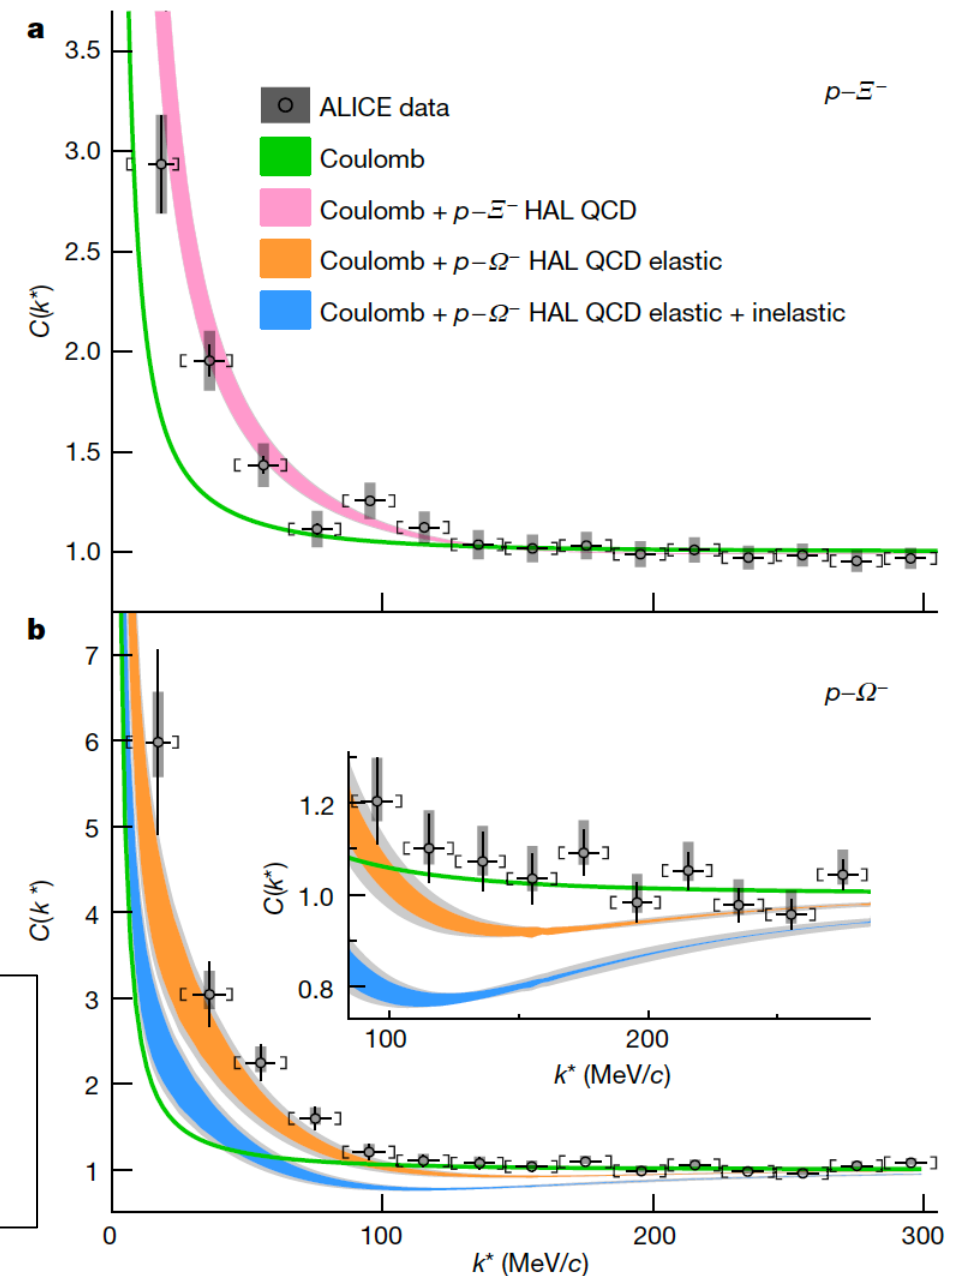 a
3.5
p–Ξ⁻
ALICE data
3.0
Coulomb
Coulomb + p–Ξ⁻ HAL QCD
2.5
Coulomb + p–Ω⁻ HAL QCD elastic
Coulomb + p–Ω⁻ HAL QCD elastic + inelastic
C(k*)
2.0
1.5
1.0
b
7
p–Ω⁻
6
1.2
5
C(k*)
1.0
4
C(k*)
0.8
3
100
200
k* (MeV/c)
2
1
0
100
200
300
k* (MeV/c)